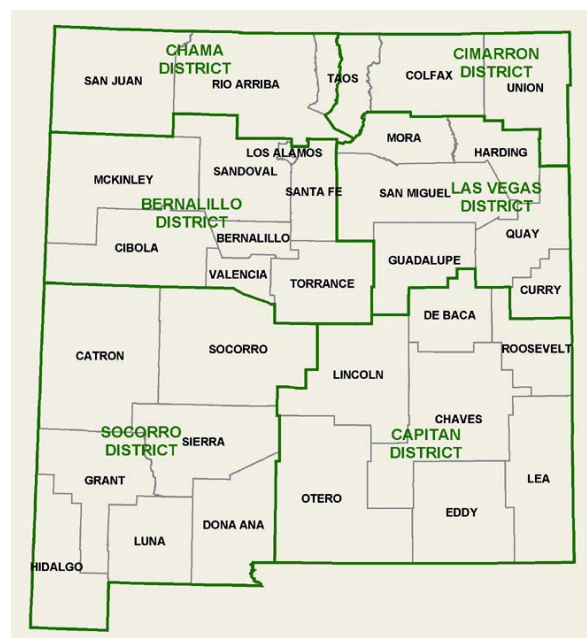 CHAMA
DISTRICT
CIMARRON
DISTRICT
SAN JUAN
RIO ARRIBA
TAOS
COLFAX
UNION
MORA
LOS ALAMOS
HARDING
SANDOVAL
MCKINLEY
SANTA FE
SAN MIGUEL
LAS VEGAS
DISTRICT
BERNALILLO
DISTRICT
QUAY
CIBOLA
BERNALILLO
GUADALUPE
VALENCIA
TORRANCE
CURRY
DE BACA
CATRON
SOCORRO
ROOSEVELT
LINCOLN
CHAVES
SOCORRO
DISTRICT
SIERRA
CAPITAN
DISTRICT
GRANT
LEA
OTERO
EDDY
DONA ANA
LUNA
HIDALGO